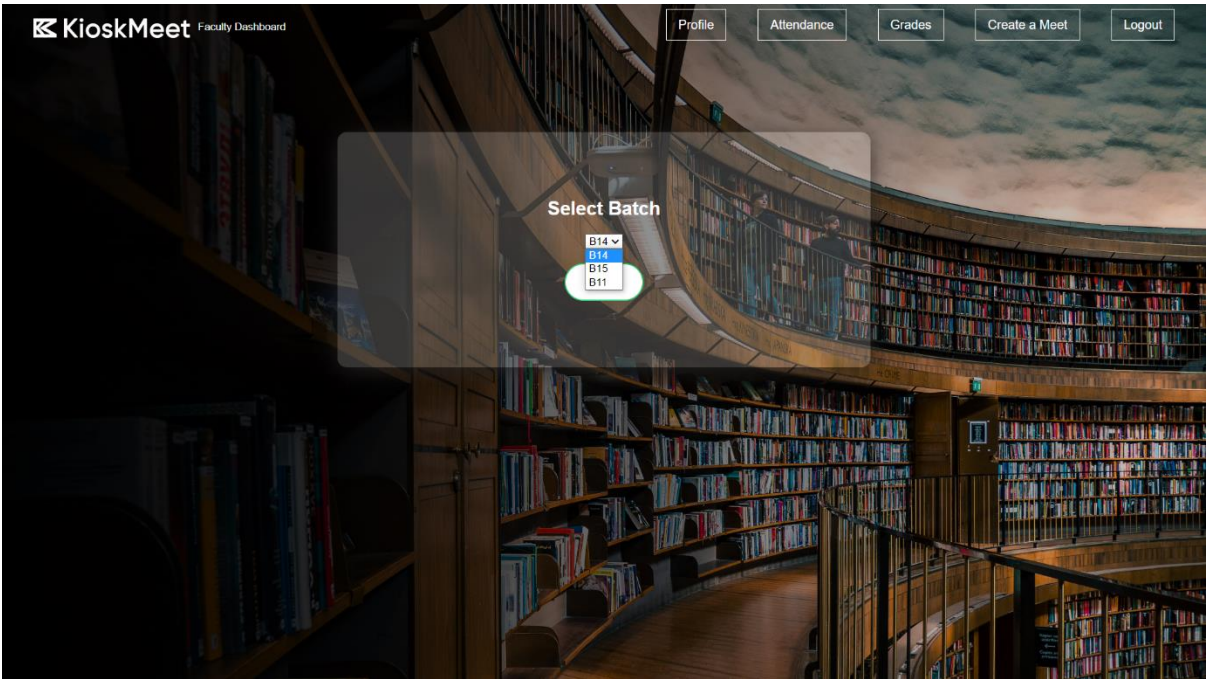 KioskMeet Faculty Dashboard Profile Attendance Grades Create a Meet Logout
Select Batch
B14
B14
B15
B11